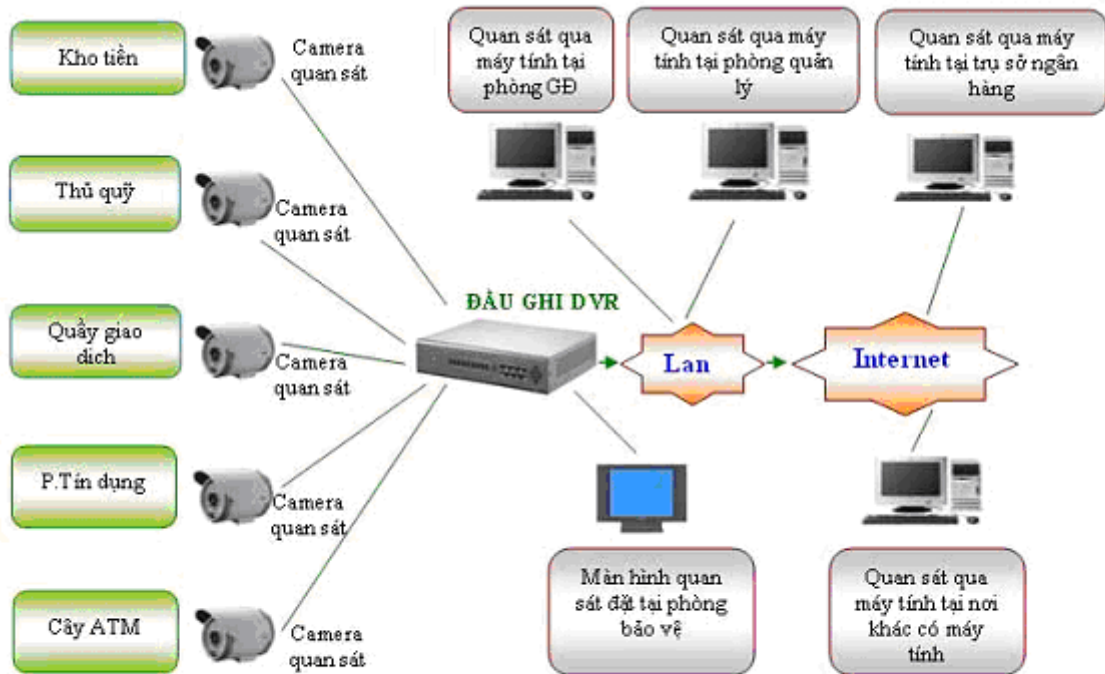 Kho tiền
Camera
quan sát
Thủ quỹ
Camera
quan sát
Quầy giao
dich
Camera
quan sát
P.Tín dụng
Camera
quan sát
Cây ATM
Camera
quan sát
Quan sát qua
máy tính tại
phòng GĐ
Quan sát qua máy
tính tại phòng quản
lý
Quan sát qua máy
tính tại trụ sở ngân
hàng
ĐẦU GHI DVR
Lan
Internet
Màn hình quan
sát đặt tại phòng
bảo vệ
Quan sát qua
máy tính tại nơi
khác có máy
tính